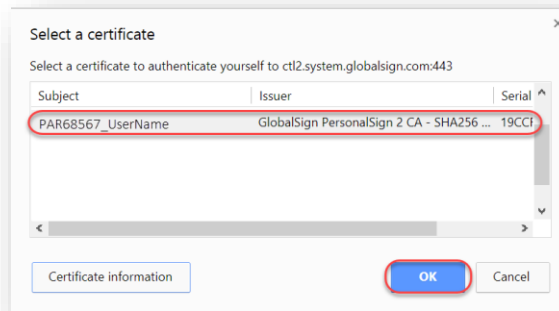 Select a certificate
Select a certificate to authenticate yourself to ctl2.system.globalsign.com:443
Subject Issuer Serial
PAR68567_UserName GlobalSign PersonalSign 2 CA - SHA256 ... 19CCF
Certificate information OK Cancel